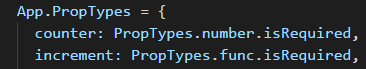 App.PropTypes = {
  counter: PropTypes.number.isRequired,
  increment: PropTypes.func.isRequired,